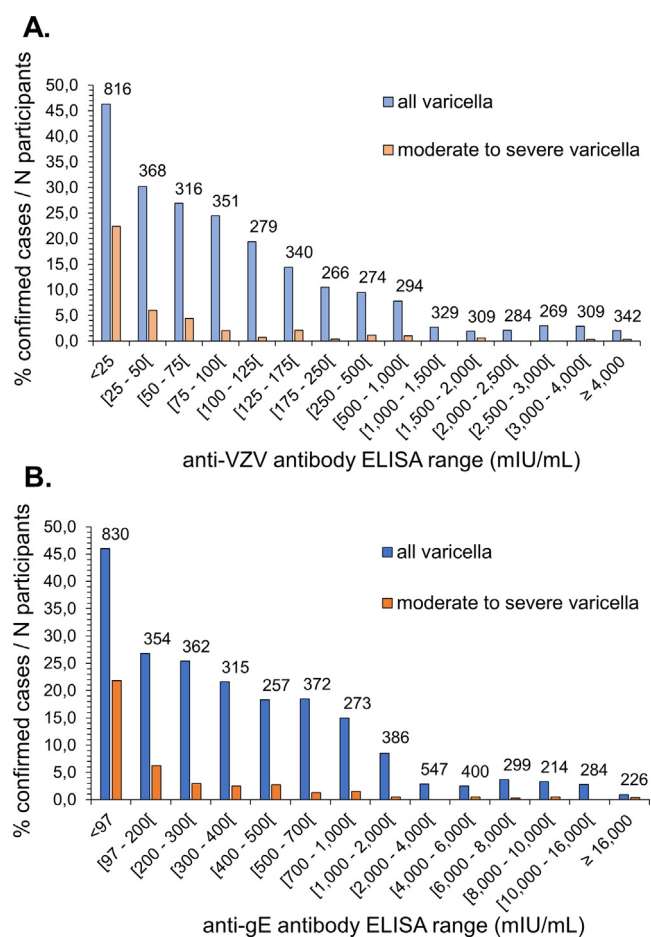 A.
% confirmed cases / N participants
50,0
45,0
40,0
35,0
30,0
25,0
20,0
15,0
10,0
5,0
0,0
816
368
316
351
279
340
266
274
294
329
309
284
269
309
342
all varicella
moderate to severe varicella
<25
[25 - 50[
[50 - 75[
[75 - 100[
[100 - 125[
[125 - 175[
[175 - 250[
[250 - 500[
[500 - 1,000[
[1,000 - 1,500[
[1,500 - 2,000[
[2,000 - 2,500[
[2,500 - 3,000[
[3,000 - 4,000[
≥ 4,000
anti-VZV antibody ELISA range (mIU/mL)
B.
% confirmed cases / N participants
50,0
45,0
40,0
35,0
30,0
25,0
20,0
15,0
10,0
5,0
0,0
830
354
362
315
257
372
273
386
547
400
299
214
284
226
all varicella
moderate to severe varicella
<97
[97 - 200[
[200 - 300[
[300 - 400[
[400 - 500[
[500 - 700[
[700 - 1,000[
[1,000 - 2,000[
[2,000 - 4,000[
[4,000 - 6,000[
[6,000 - 8,000[
[8,000 - 10,000[
[10,000 - 16,000[
≥ 16,000
anti-gE antibody ELISA range (mIU/mL)